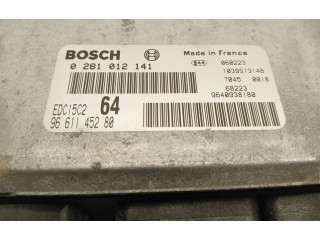 BOSCH
Made in France
0 281 012 141
060223
1039S13148
7045 0018
68223
9640938180
EDC15C2 64
96 611 452 80